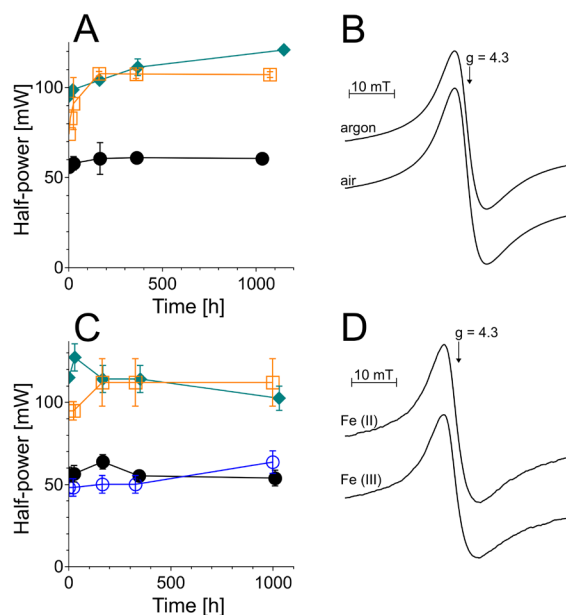 A
Half-power [mW]
100
50
0
0
500
1000
Time [h]
B
g = 4.3
10 mT
argon
air
C
Half-power [mW]
100
50
0
0
500
1000
Time [h]
D
g = 4.3
10 mT
Fe (II)
Fe (III)